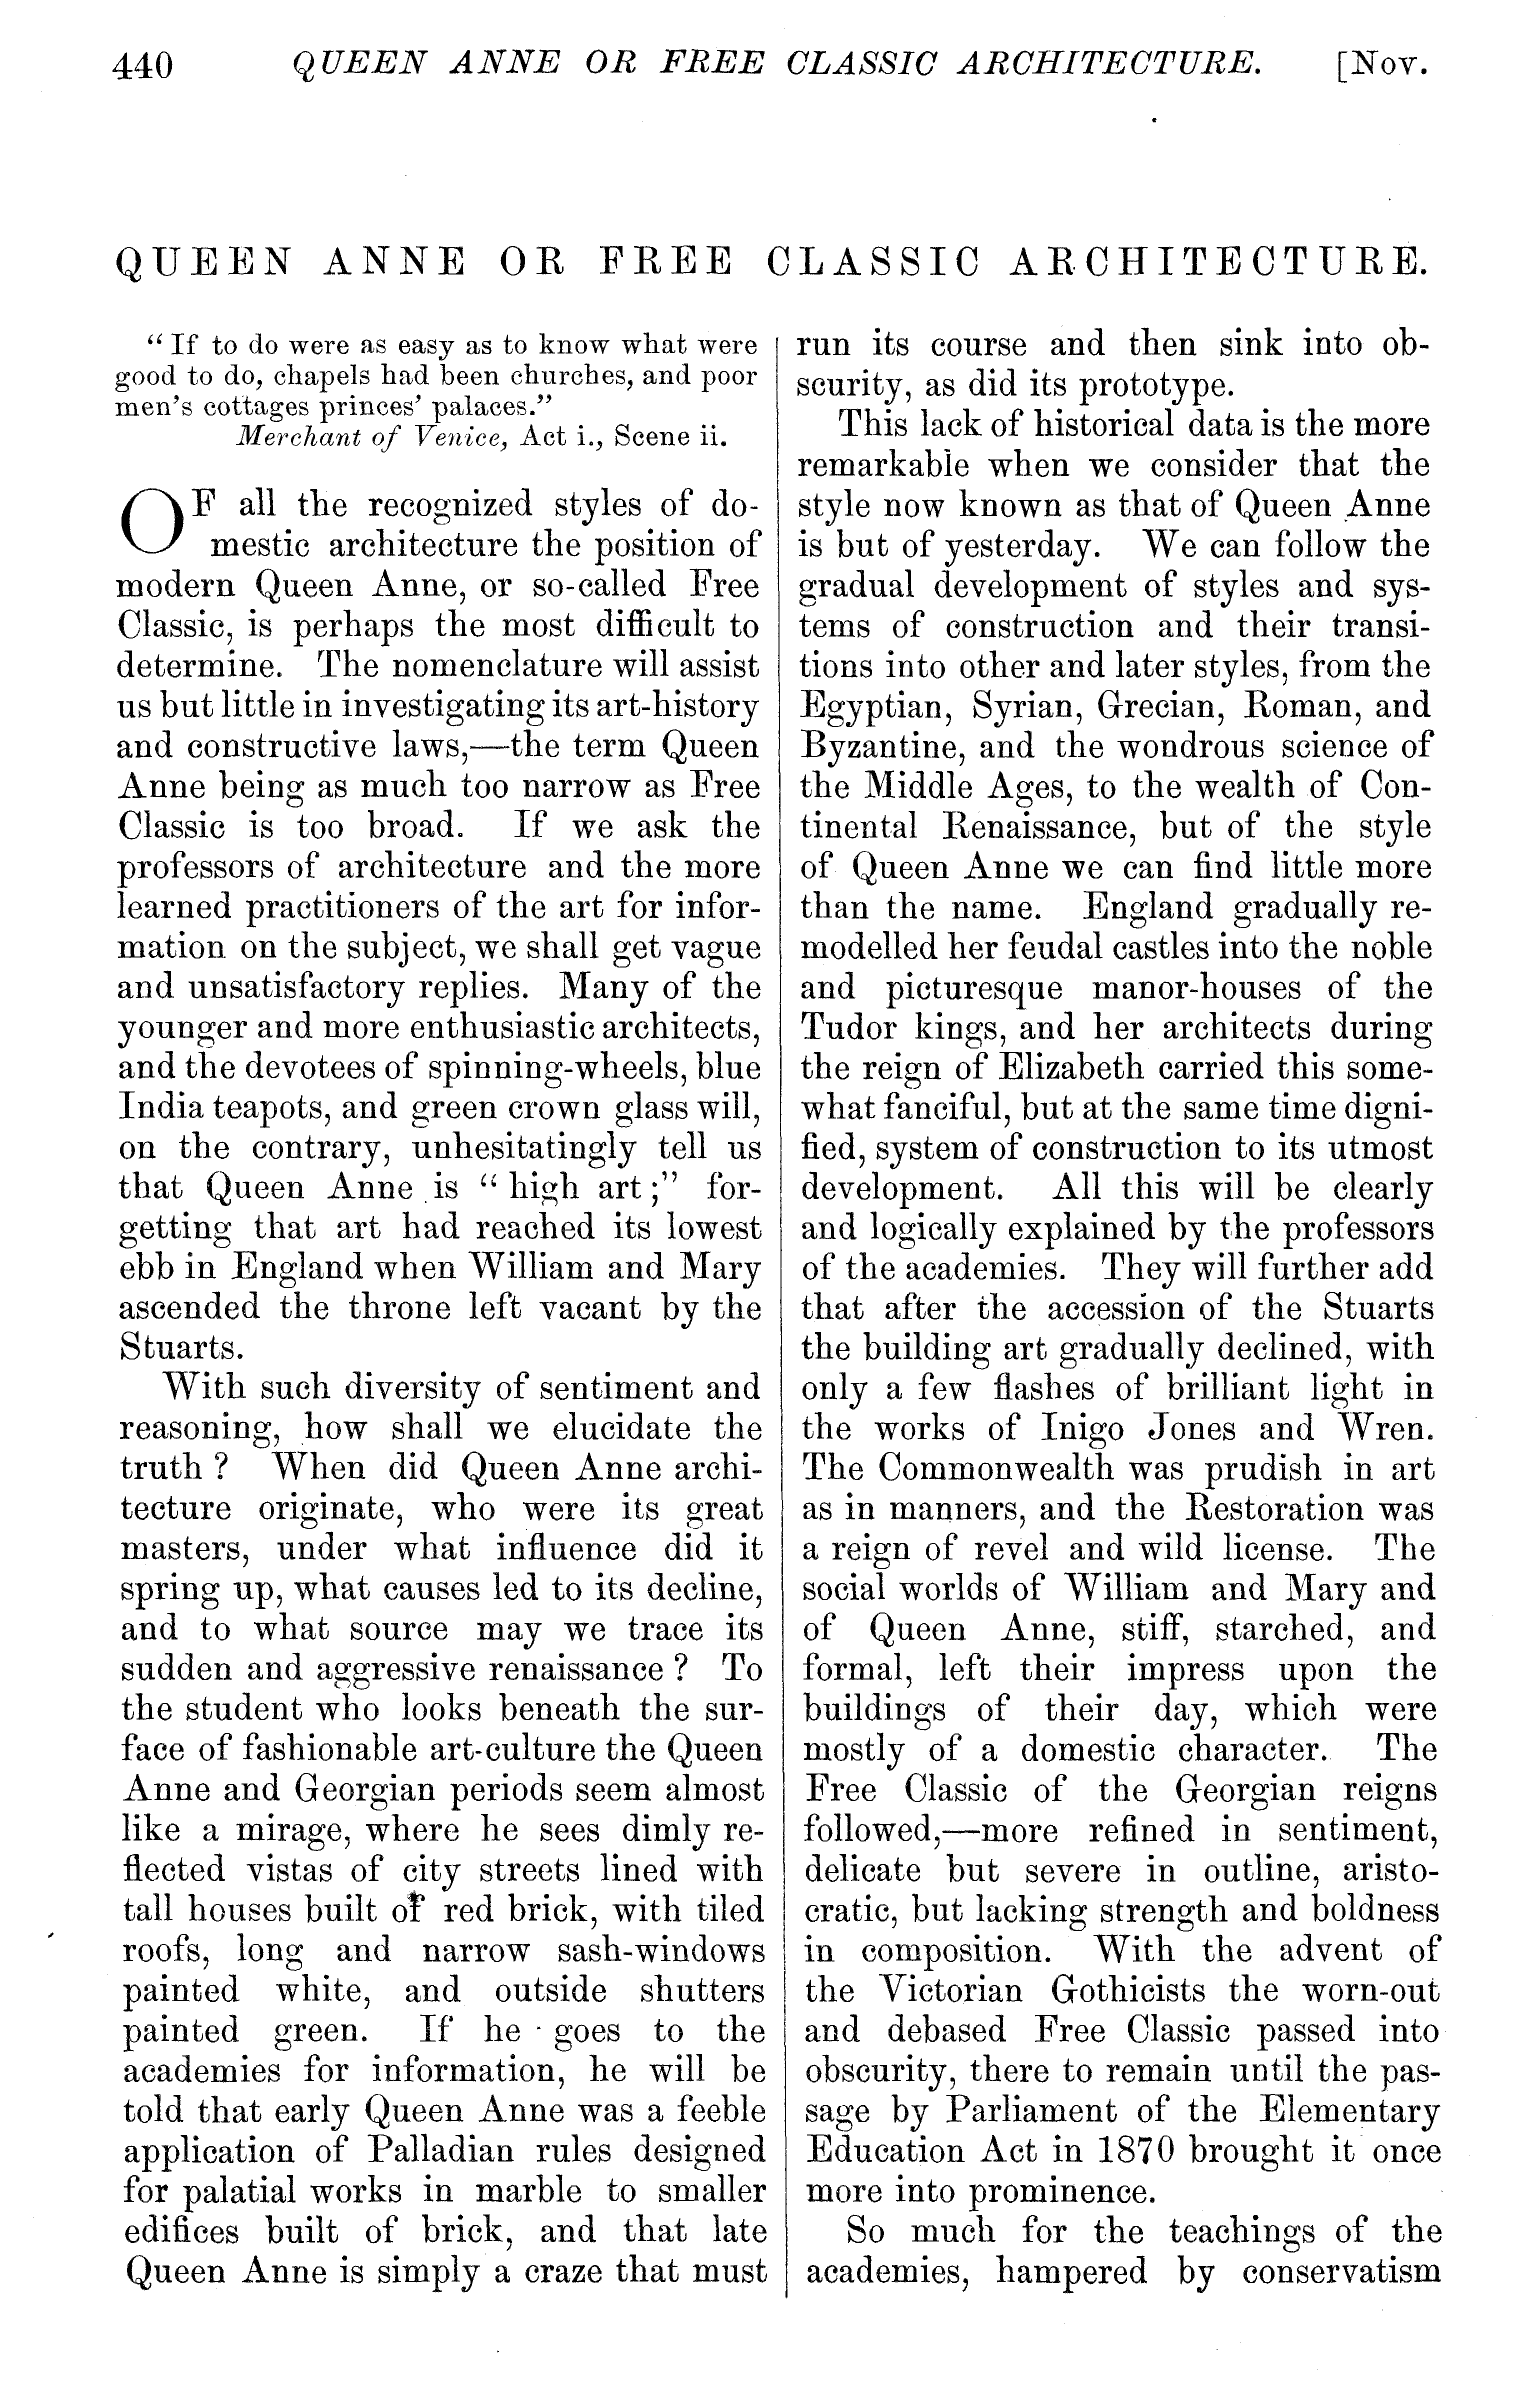 440 QUEEN ANNE OR FREE CLASSIC ARCHITECTURE. [Nov.
QUEEN ANNE OR FREE CLASSIC ARCHITECTURE.
“If to do were as easy as to know what were
good to do, chapels had been churches, and poor
men's cottages princes' palaces.”
Merchant of Venice, Act i., Scene ii.
OF all the recognized styles of do-
mestic architecture the position of
modern Queen Anne, or so-called Free
Classic, is perhaps the most difficult to
determine. The nomenclature will assist
us but little in investigating its art-history
and constructive laws,—the term Queen
Anne being as much too narrow as Free
Classic is too broad. If we ask the
professors of architecture and the more
learned practitioners of the art for infor-
mation on the subject, we shall get vague
and unsatisfactory replies. Many of the
younger and more enthusiastic architects,
and the devotees of spinning-wheels, blue
India teapots, and green crown glass will,
on the contrary, unhesitatingly tell us
that Queen Anne is “high art;” for-
getting that art had reached its lowest
ebb in England when William and Mary
ascended the throne left vacant by the
Stuarts.
With such diversity of sentiment and
reasoning, how shall we elucidate the
truth? When did Queen Anne archi-
tecture originate, who were its great
masters, under what influence did it
spring up, what causes led to its decline,
and to what source may we trace its
sudden and aggressive renaissance? To
the student who looks beneath the sur-
face of fashionable art-culture the Queen
Anne and Georgian periods seem almost
like a mirage, where he sees dimly re-
flected vistas of city streets lined with
tall houses built of red brick, with tiled
roofs, long and narrow sash-windows
painted white, and outside shutters
painted green. If he goes to the
academies for information, he will be
told that early Queen Anne was a feeble
application of Palladian rules designed
for palatial works in marble to smaller
edifices built of brick, and that late
Queen Anne is simply a craze that must
run its course and then sink into ob-
scurity, as did its prototype.
This lack of historical data is the more
remarkable when we consider that the
style now known as that of Queen Anne
is but of yesterday. We can follow the
gradual development of styles and sys-
tems of construction and their transi-
tions into other and later styles, from the
Egyptian, Syrian, Grecian, Roman, and
Byzantine, and the wondrous science of
the Middle Ages, to the wealth of Con-
tinental Renaissance, but of the style
of Queen Anne we can find little more
than the name. England gradually re-
modelled her feudal castles into the noble
and picturesque manor-houses of the
Tudor kings, and her architects during
the reign of Elizabeth carried this some-
what fanciful, but at the same time digni-
fied, system of construction to its utmost
development. All this will be clearly
and logically explained by the professors
of the academies. They will further add
that after the accession of the Stuarts
the building art gradually declined, with
only a few flashes of brilliant light in
the works of Inigo Jones and Wren.
The Commonwealth was prudish in art
as in manners, and the Restoration was
a reign of revel and wild license. The
social worlds of William and Mary and
of Queen Anne, stiff, starched, and
formal, left their impress upon the
buildings of their day, which were
mostly of a domestic character. The
Free Classic of the Georgian reigns
followed,—more refined in sentiment,
delicate but severe in outline, aristo-
cratic, but lacking strength and boldness
in composition. With the advent of
the Victorian Gothicists the worn-out
and debased Free Classic passed into
obscurity, there to remain until the pas-
sage by Parliament of the Elementary
Education Act in 1870 brought it once
more into prominence.
So much for the teachings of the
academies, hampered by conservatism